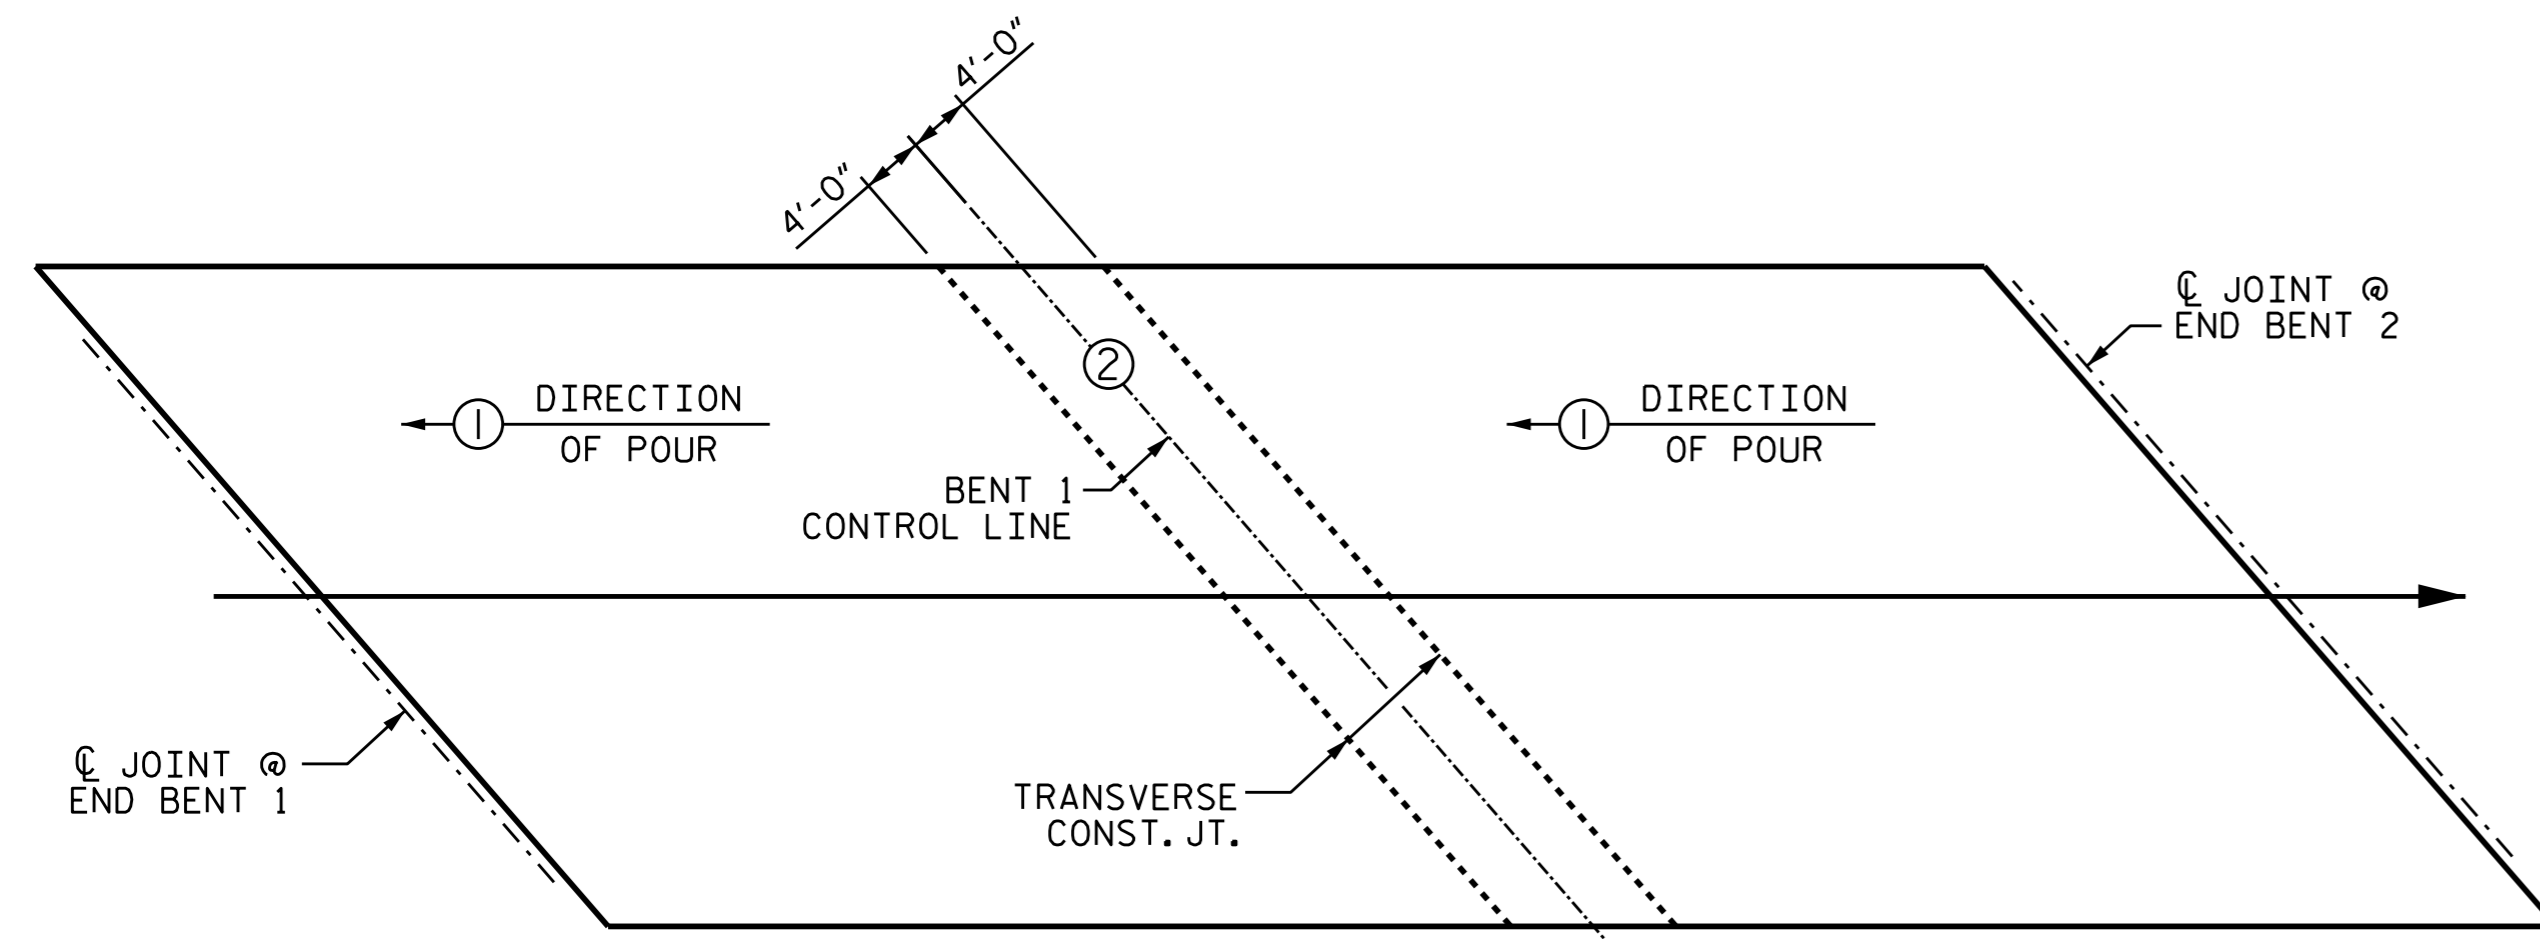 4'-0"
4'-0"
℄ JOINT @
END BENT 2
2
DIRECTION
1
OF POUR
DIRECTION
1
OF POUR
BENT 1
CONTROL LINE
℄ JOINT @
END BENT 1
TRANSVERSE
CONST. JT.